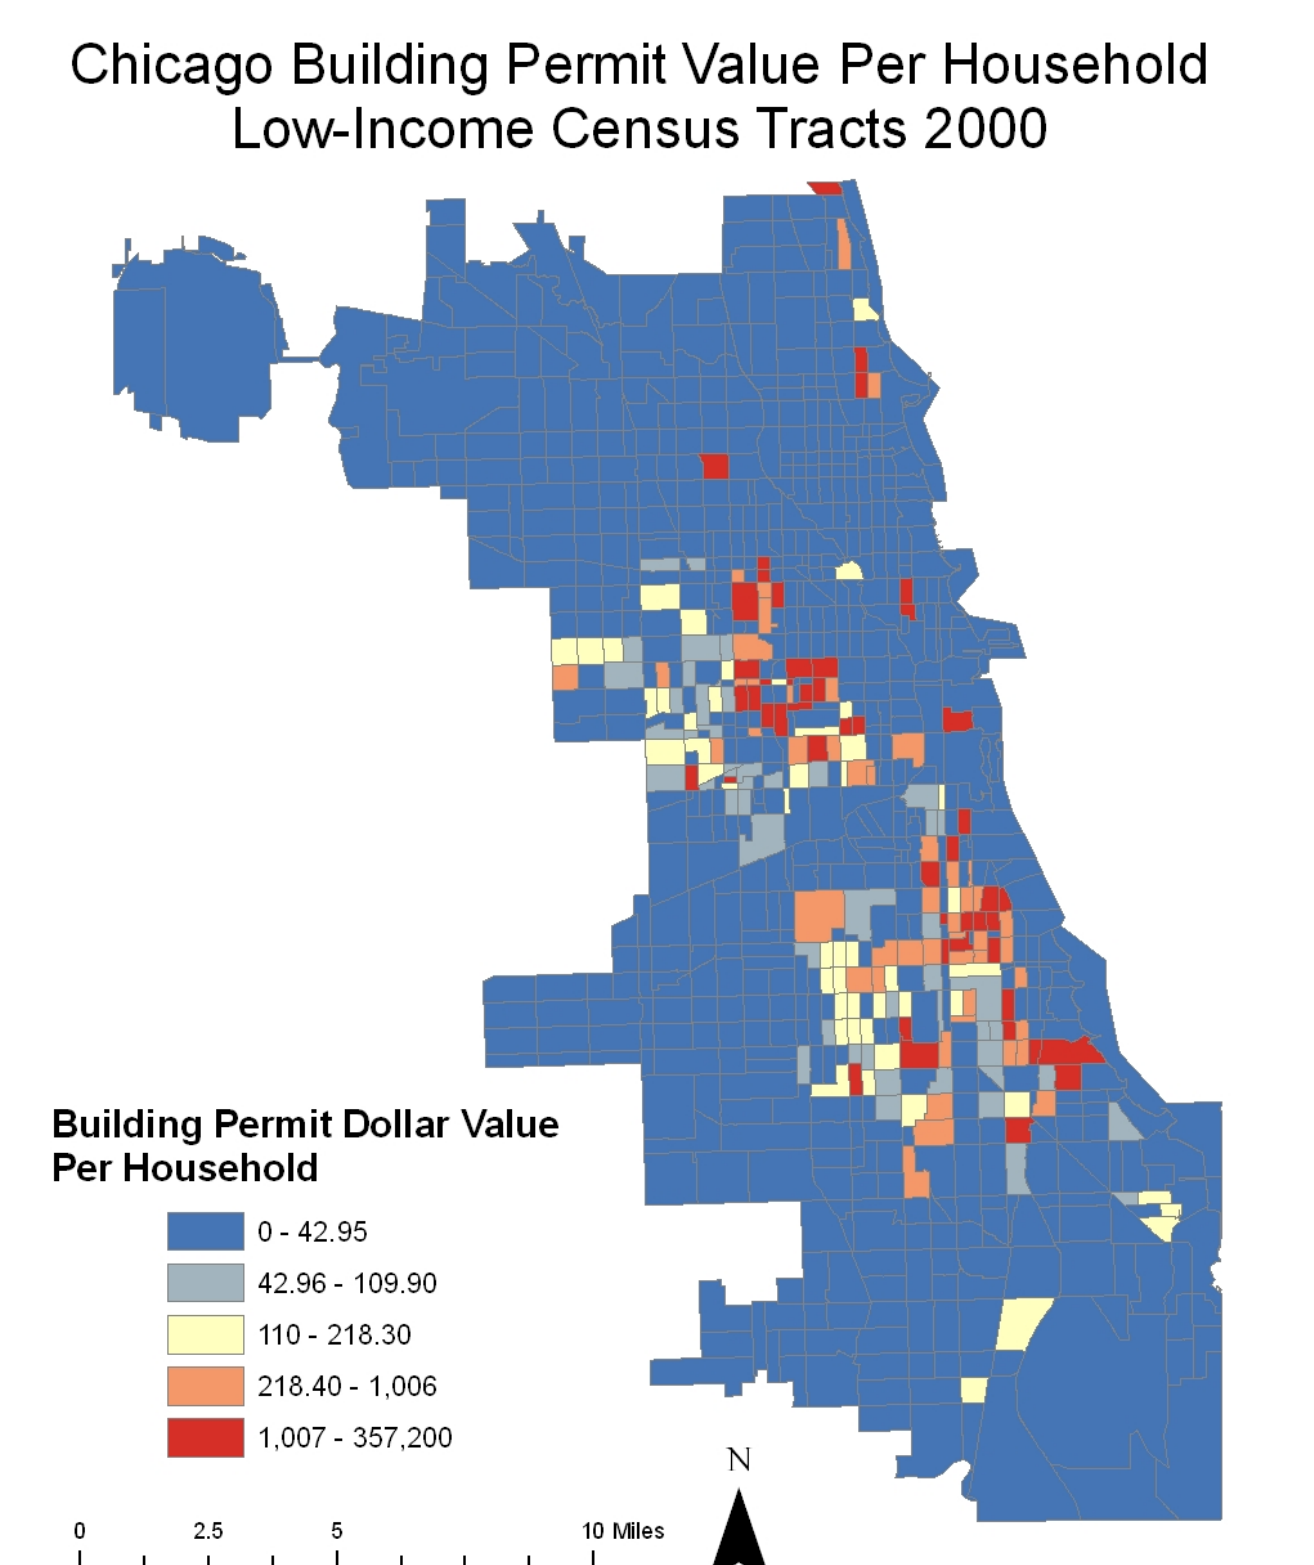 Chicago Building Permit Value Per Household
Low-Income Census Tracts 2000
Building Permit Dollar Value
Per Household
0 - 42.95
42.96 - 109.90
110 - 218.30
218.40 - 1,006
1,007 - 357,200
N
0 2.5 5 10 Miles